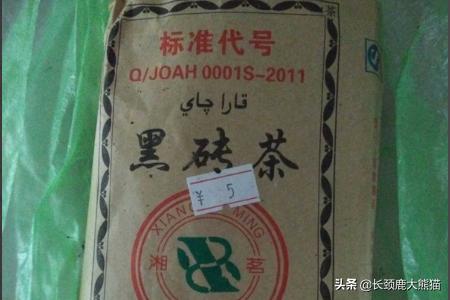 茶
标准代号
Q/JOAH 0001S-2011
قارا چاي
黑砖茶
¥ 5
XIANG MING
湘 茗
头条 @长颈鹿大熊猫